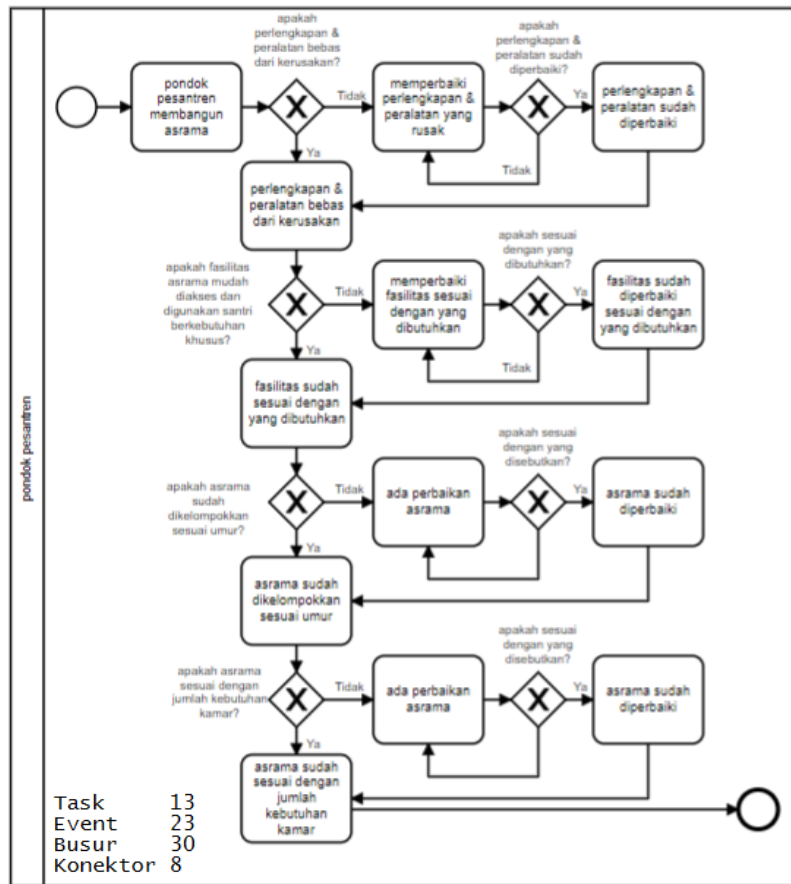 apakah
perlengkapan &
peralatan bebas
dari kerusakan?
apakah
perlengkapan &
peralatan sudah
diperbaiki?
pondok
pesantren
membangun
asrama
Tidak
memperbaiki
perlengkapan &
peralatan yang
rusak
Ya
perlengkapan &
peralatan sudah
diperbaiki
Ya
Tidak
perlengkapan &
peralatan bebas
dari kerusakan
apakah fasilitas
asrama mudah
diakses dan
digunakan santri
berkebutuhan
khusus?
Tidak
memperbaiki
fasilitas sesuai
dengan yang
dibutuhkan
apakah sesuai
dengan yang
dibutuhkan?
Ya
fasilitas sudah
diperbaiki
sesuai dengan
yang dibutuhkan
Ya
Tidak
fasilitas sudah
sesuai dengan
yang dibutuhkan
apakah asrama
sudah
dikelompokkan
sesuai umur?
Tidak
ada perbaikan
asrama
apakah sesuai
dengan yang
disebutkan?
Ya
asrama sudah
diperbaiki
Ya
asrama sudah
dikelompokkan
sesuai umur
apakah asrama
sesuai dengan
jumlah kebutuhan
kamar?
Tidak
ada perbaikan
asrama
apakah sesuai
dengan yang
disebutkan?
Ya
asrama sudah
diperbaiki
Ya
asrama sudah
sesuai dengan
jumlah
kebutuhan
kamar
pondok pesantren
Task 13
Event 23
Busur 30
Konektor 8